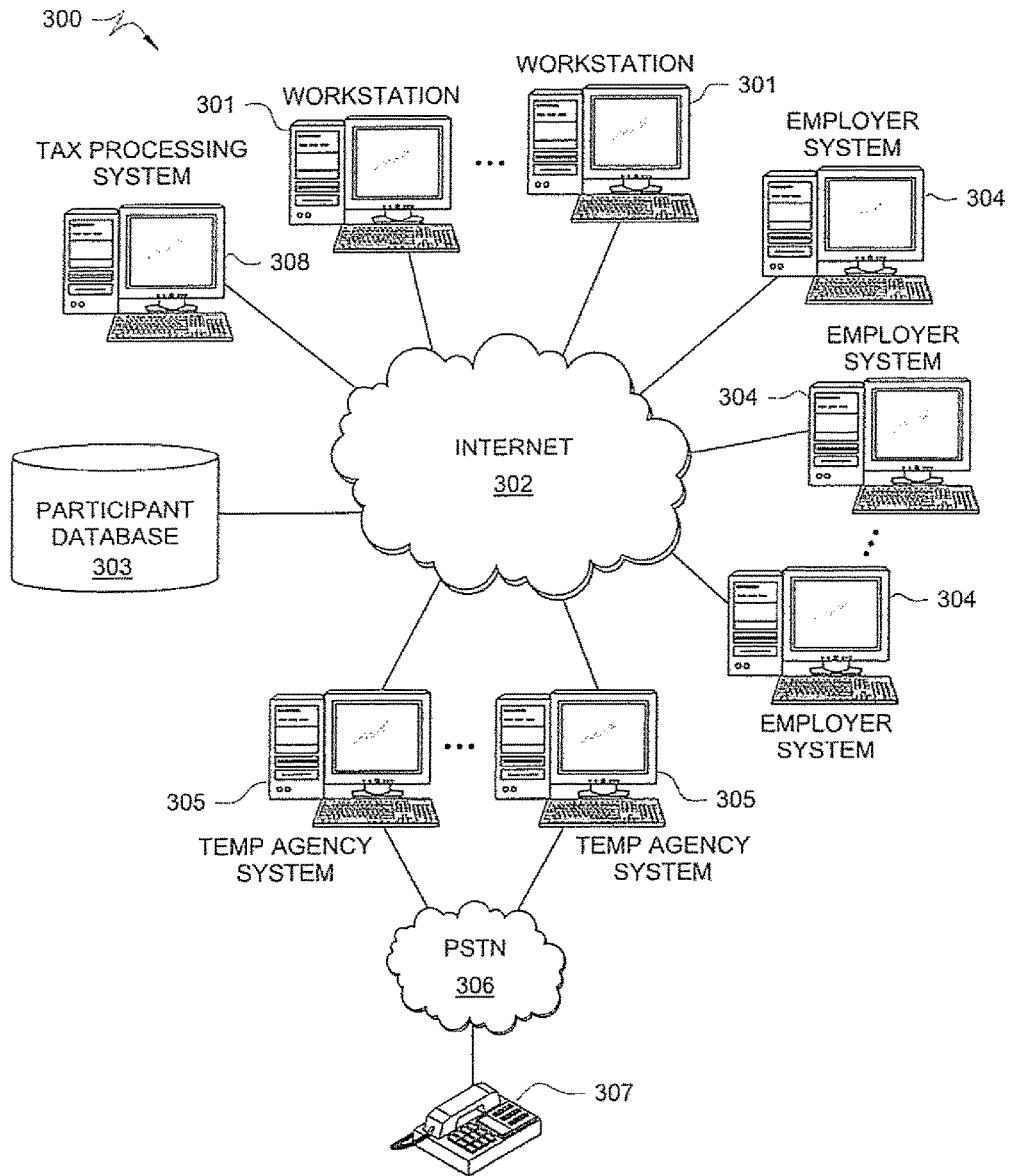 300
WORKSTATION
301
WORKSTATION
301
EMPLOYER
SYSTEM
304
TAX PROCESSING
SYSTEM
308
EMPLOYER
SYSTEM
304
INTERNET
302
PARTICIPANT
DATABASE
303
304
EMPLOYER
SYSTEM
305
TEMP AGENCY
SYSTEM
305
TEMP AGENCY
SYSTEM
PSTN
306
307